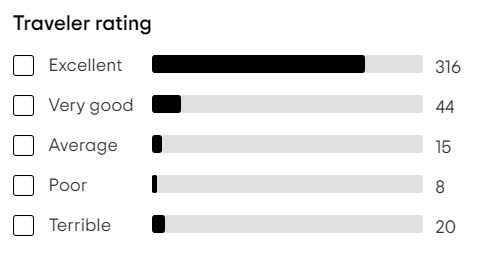 Traveler rating
Excellent 316
Very good 44
Average 15
Poor 8
Terrible 20